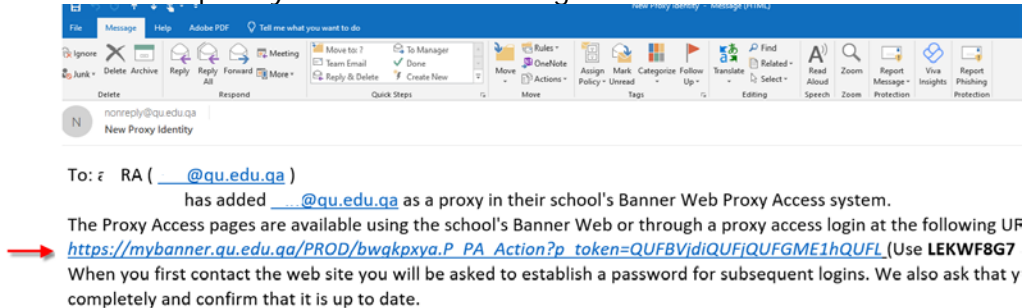 New Proxy Identity - Message (HTML)
File Message Help Adobe PDF Tell me what you want to do
Ignore
Junk
Delete Archive
Reply Reply All Forward
Meeting
More
Move to: ?
Team Email
Reply & Delete
To Manager
Done
Create New
Move
Rules
OneNote
Actions
Assign Policy
Mark Unread
Categorize
Follow Up
Translate
Find
Related
Select
Read Aloud
Zoom
Report Message
Viva Insights
Report Phishing
Delete Respond Quick Steps Move Tags Editing Speech Zoom Protection Protection
N
nonreply@qu.edu.qa
New Proxy Identity
To: RA ( @qu.edu.qa )
has added @qu.edu.qa as a proxy in their school's Banner Web Proxy Access system.
The Proxy Access pages are available using the school's Banner Web or through a proxy access login at the following UR
https://mybanner.qu.edu.qa/PROD/bwgkpxya.P_PA_Action?p_token=QUFBVjdiQUFjQUFGME1hQUFL (Use LEKWF8G7
When you first contact the web site you will be asked to establish a password for subsequent logins. We also ask that y
completely and confirm that it is up to date.